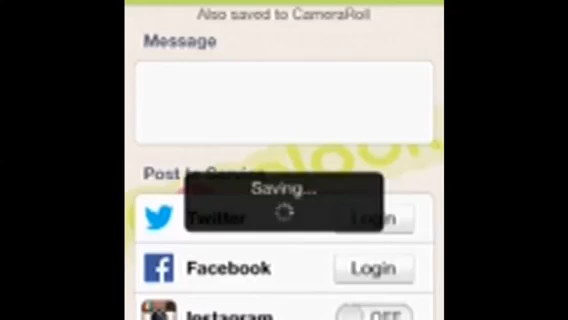 Also saved to CameraRoll
Message
Post to Service
Saving...
Twitter Login
Facebook Login
Instagram OFF